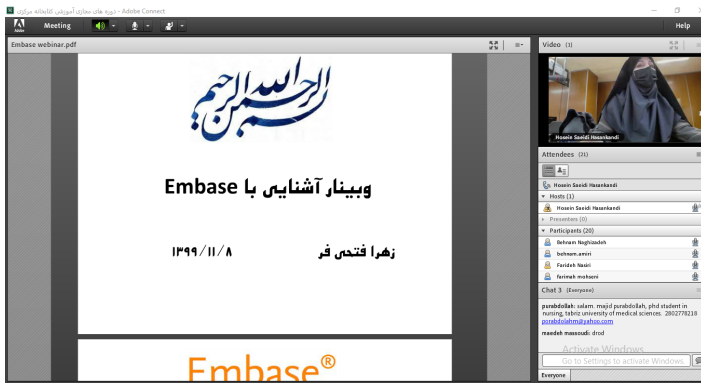 دوره های مجازی آموزشی کتابخانه مرکزی - Adobe Connect
Adobe
Meeting
Help
Embase webinar.pdf
بسم الله الرحمن الرحیم
وبینار آشنایی با Embase
زهرا فتحی فر
۱۳۹۹/۱۱/۸
Embase®
Video (1)
Hosein Saeidi Hasankandi
Attendees (21)
Hosein Saeidi Hasankandi
Hosts (1)
Hosein Saeidi Hasankandi
Presenters (0)
Participants (20)
Behnam Naghizadeh
behnam.amiri
Farideh Nasiri
farimah mohseni
Chat 3 (Everyone)
purabdollah: salam. majid purabdollah, phd student in
nursing, tabriz university of medical sciences. 2802778218
purabdolahm@yahoo.com
maedeh massoudi: drod
Activate Windows
Go to Settings to activate Windows.
Everyone